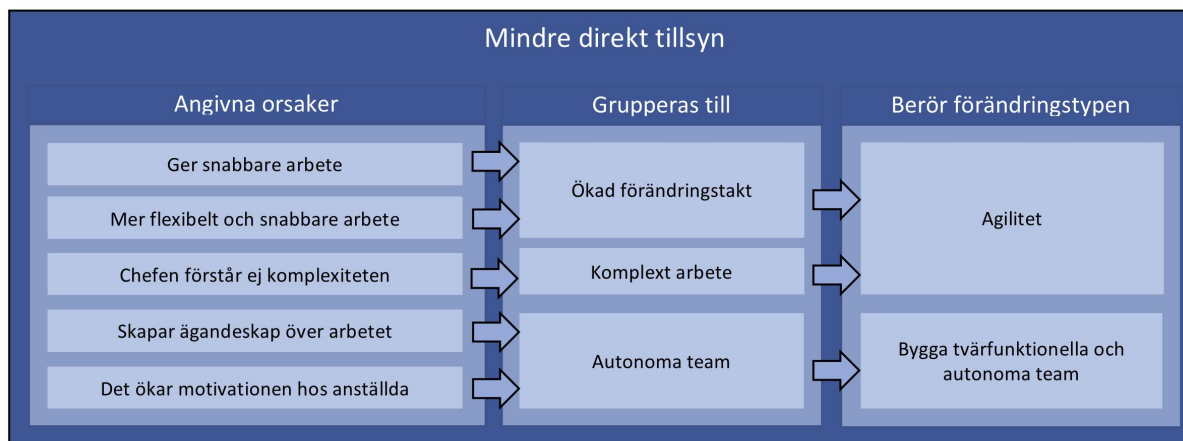 Mindre direkt tillsyn
Angivna orsaker
Ger snabbare arbete
Mer flexibelt och snabbare arbete
Chefen förstår ej komplexiteten
Skapar ägandeskap över arbetet
Det ökar motivationen hos anställda
Grupperas till
Ökad förändringstakt
Komplext arbete
Autonoma team
Berör förändringstypen
Agilitet
Bygga tvärfunktionella och
autonoma team